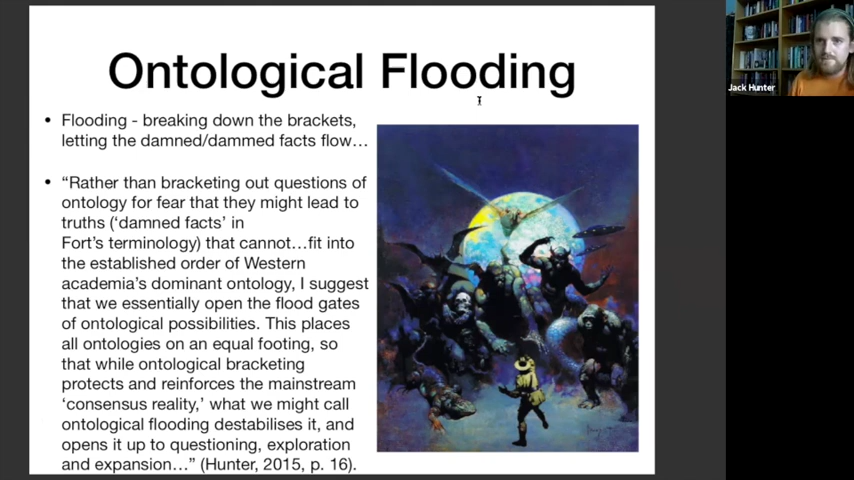 Ontological Flooding
• Flooding - breaking down the brackets,
letting the damned/dammed facts flow…
• “Rather than bracketing out questions of
ontology for fear that they might lead to
truths (‘damned facts’ in
Fort’s terminology) that cannot…fit into
the established order of Western
academia’s dominant ontology, I suggest
that we essentially open the flood gates
of ontological possibilities. This places
all ontologies on an equal footing, so
that while ontological bracketing
protects and reinforces the mainstream
‘consensus reality,’ what we might call
ontological flooding destabilises it, and
opens it up to questioning, exploration
and expansion…” (Hunter, 2015, p. 16).
Jack Hunter